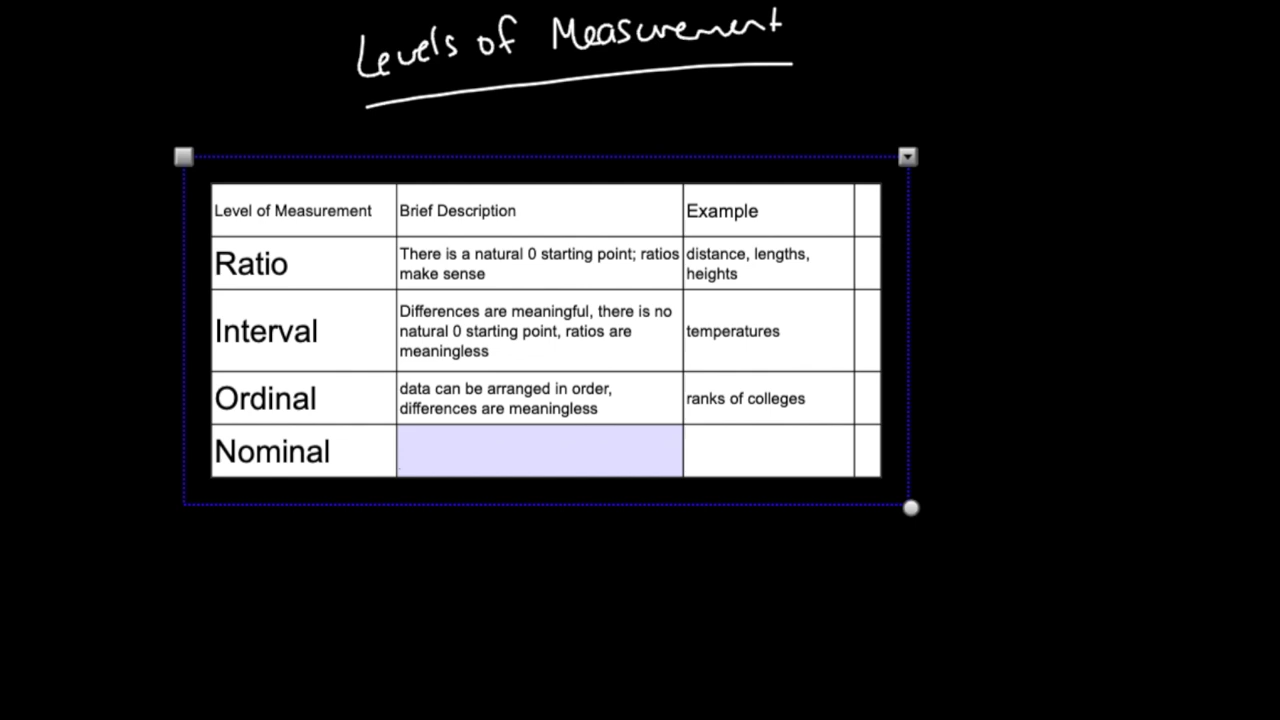 Levels of Measurement
Level of Measurement
Brief Description
Example
Ratio
There is a natural 0 starting point; ratios
make sense
distance, lengths,
heights
Interval
Differences are meaningful, there is no
natural 0 starting point, ratios are
meaningless
temperatures
Ordinal
data can be arranged in order,
differences are meaningless
ranks of colleges
Nominal